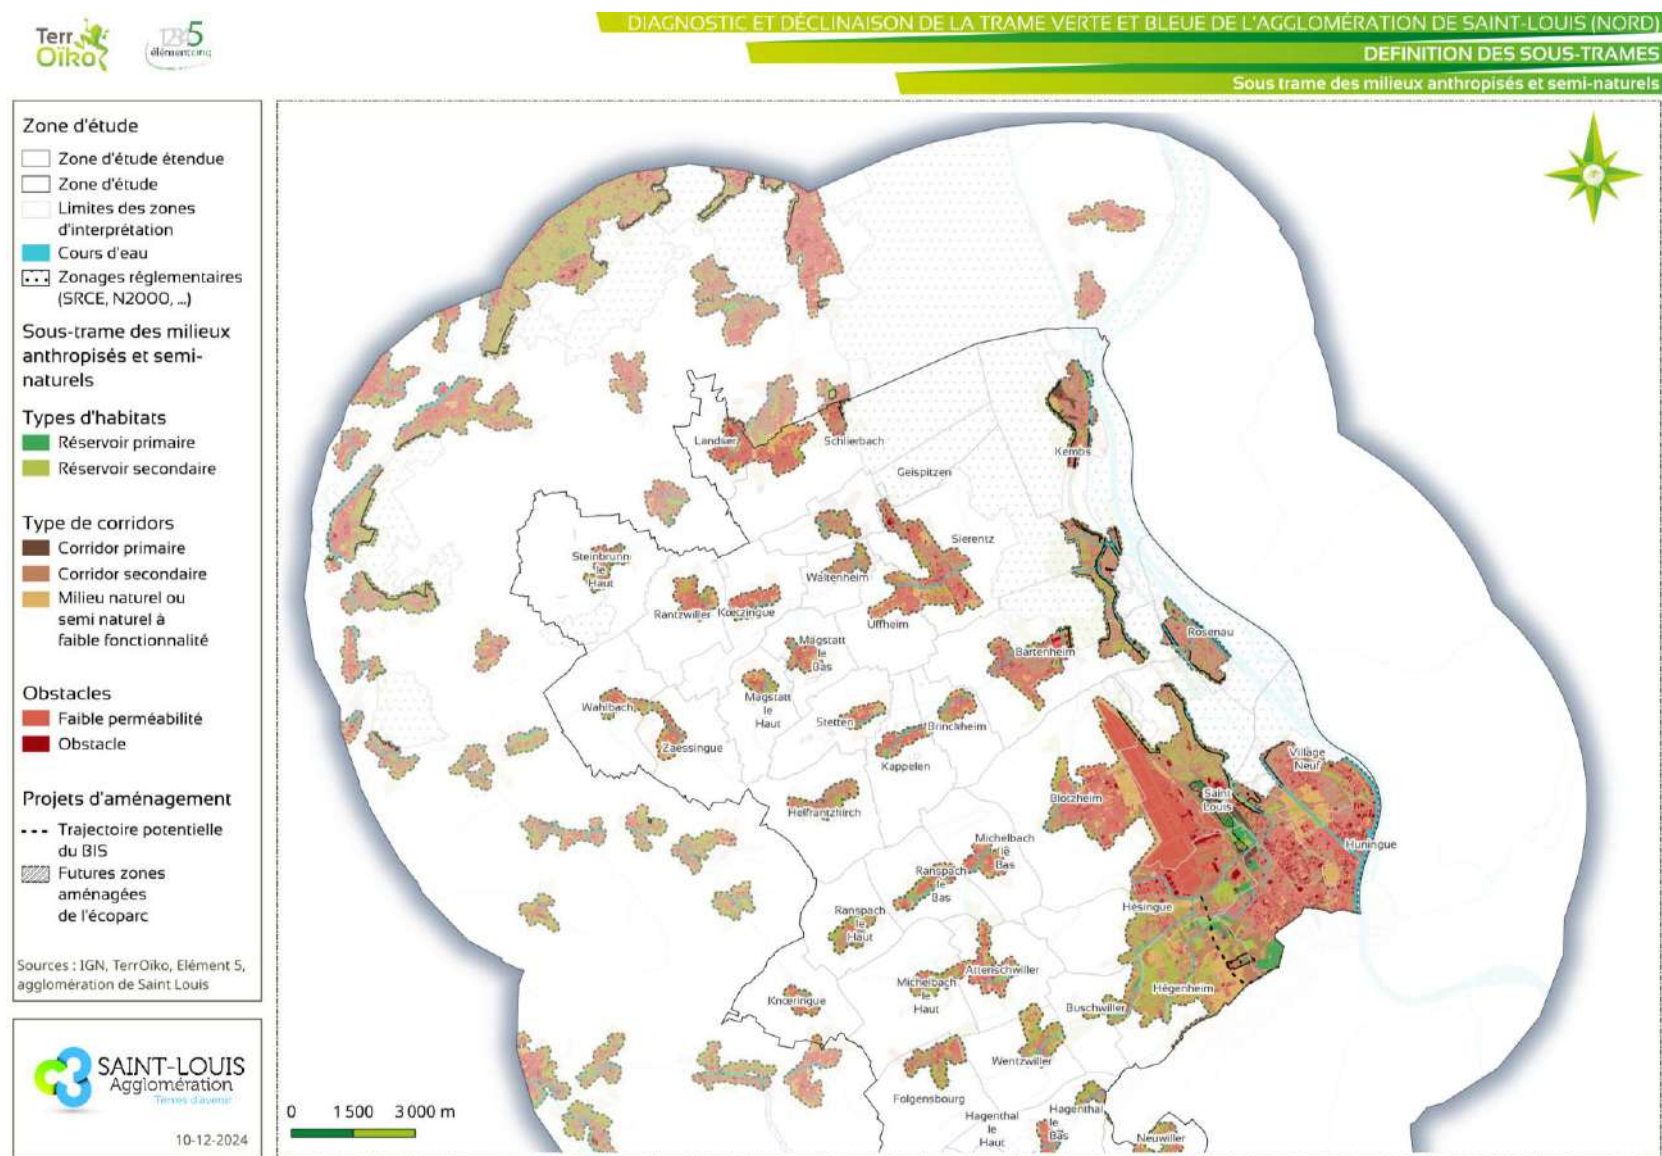 Terr
Oïko
12345
élémentcinq
DIAGNOSTIC ET DÉCLINAISON DE LA TRAME VERTE ET BLEUE DE L'AGGLOMÉRATION DE SAINT-LOUIS (NORD)
DEFINITION DES SOUS-TRAMES
Sous trame des milieux anthropisés et semi-naturels
Zone d'étude
Zone d'étude étendue
Zone d'étude
Limites des zones
d'interprétation
Cours d'eau
Zonages réglementaires
(SRCE, N2000, ...)
Sous-trame des milieux
anthropisés et semi-
naturels
Types d'habitats
Réservoir primaire
Réservoir secondaire
Type de corridors
Corridor primaire
Corridor secondaire
Milieu naturel ou
semi naturel à
faible fonctionnalité
Obstacles
Faible perméabilité
Obstacle
Projets d'aménagement
Trajectoire potentielle
du BIS
Futures zones
aménagées
de l'écoparc
Sources : IGN, TerrOïko, Elément 5,
agglomération de Saint Louis
SAINT-LOUIS
Agglomération
Terres d'avenir
10-12-2024
Landser
Schlierbach
Kembs
Geispitzen
Sierentz
Steinbrunn
le
Haut
Waltenheim
Rantzwiller
Kœtzingue
Uffheim
Rosenau
Magstatt
le
Bas
Bartenheim
Magstatt
le
Haut
Wahlbach
Stetten
Brinckheim
Zaessingue
Kappelen
Village
Neuf
Saint
Louis
Blotzheim
Helfrantzkirch
Huningue
Michelbach
le
Bas
Ranspach
le
Bas
Hésingue
Ranspach
le
Haut
Attenschwiller
Michelbach
le
Haut
Hégenheim
Knœringue
Buschwiller
Wentzwiller
Folgensbourg
Hagenthal
le
Haut
Hagenthal
le
Bas
Neuwiller
0 1 500 3 000 m